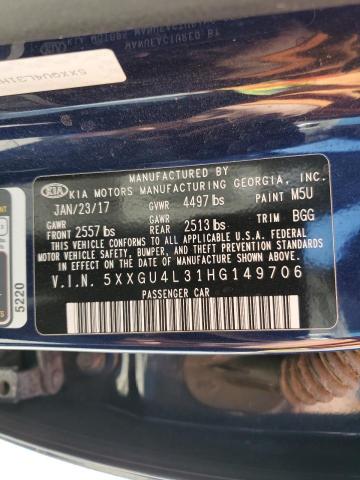 5XXGU4L31H
MANUFACTURED BY
KIA KIA MOTORS MANUFACTURING GEORGIA, INC.
JAN/23/17 GVWR 4497 lbs PAINT M5U
GAWR FRONT 2557 lbs GAWR REAR 2513 lbs TRIM BGG
THIS VEHICLE CONFORMS TO ALL APPLICABLE U.S.A. FEDERAL
MOTOR VEHICLE SAFETY, BUMPER, AND THEFT PREVENTION
STANDARDS IN EFFECT ON THE DATE OF MANUFACTURE SHOWN ABOVE.
V.I.N. 5XXGU4L31HG149706
PASSENGER CAR
5220